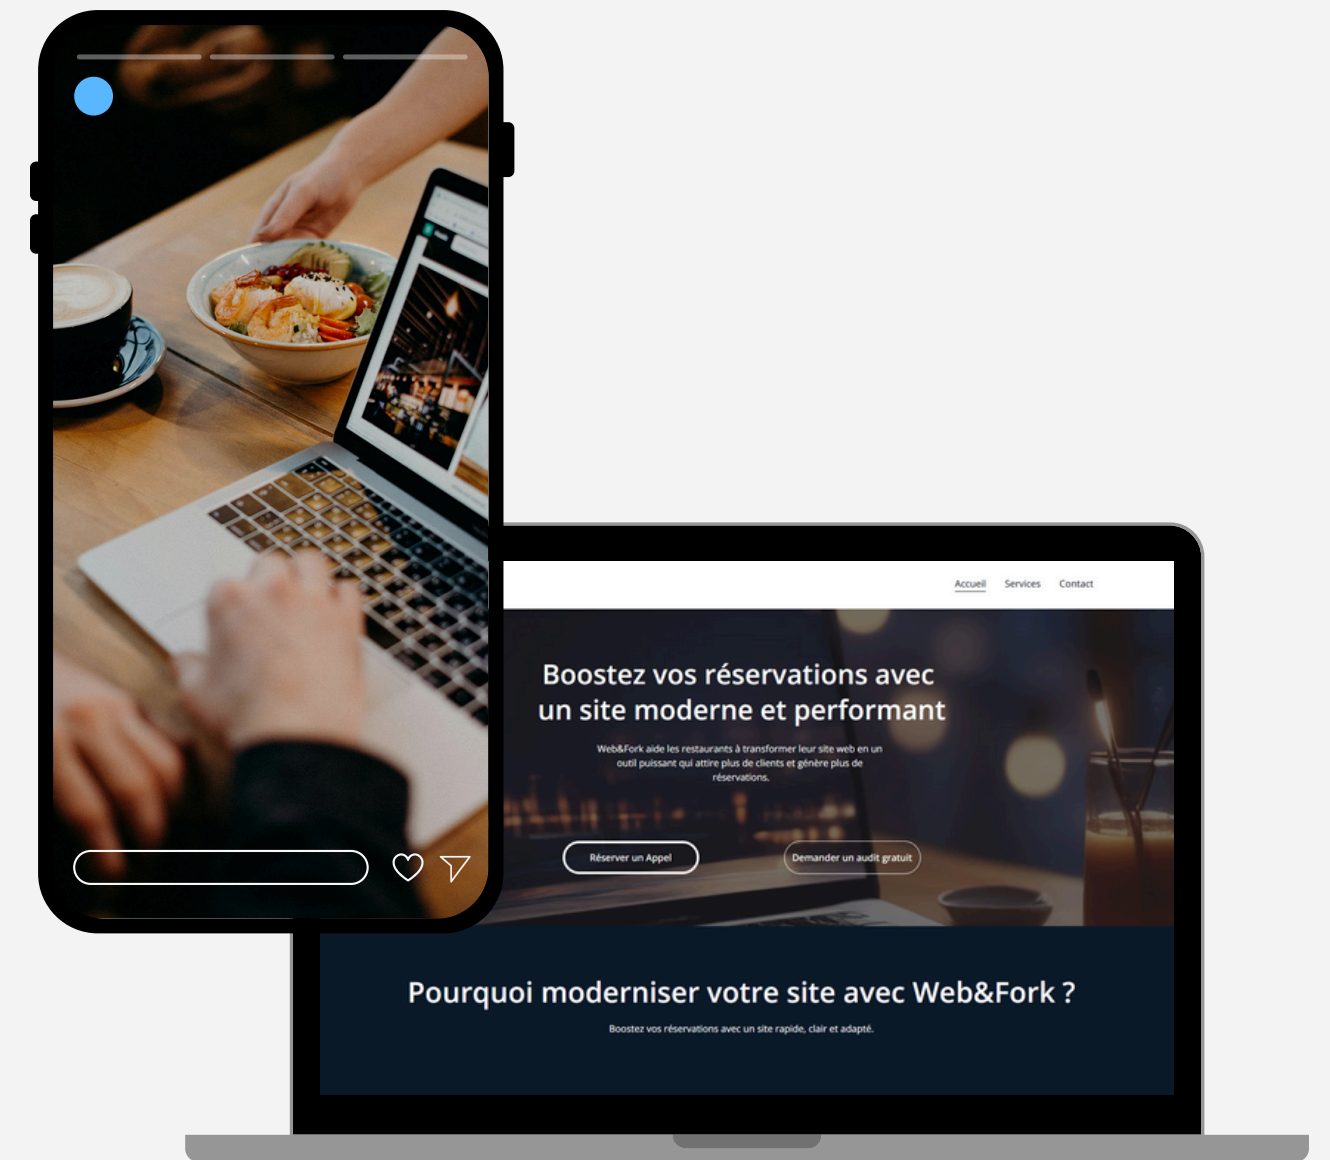 Accueil Services Contact
Boostez vos réservations avec
un site moderne et performant
Web&Fork aide les restaurants à transformer leur site web en un
outil puissant qui attire plus de clients et génère plus de
réservations.
Réserver un Appel Demander un audit gratuit
Pourquoi moderniser votre site avec Web&Fork ?
Boostez vos réservations avec un site rapide, clair et adapté.